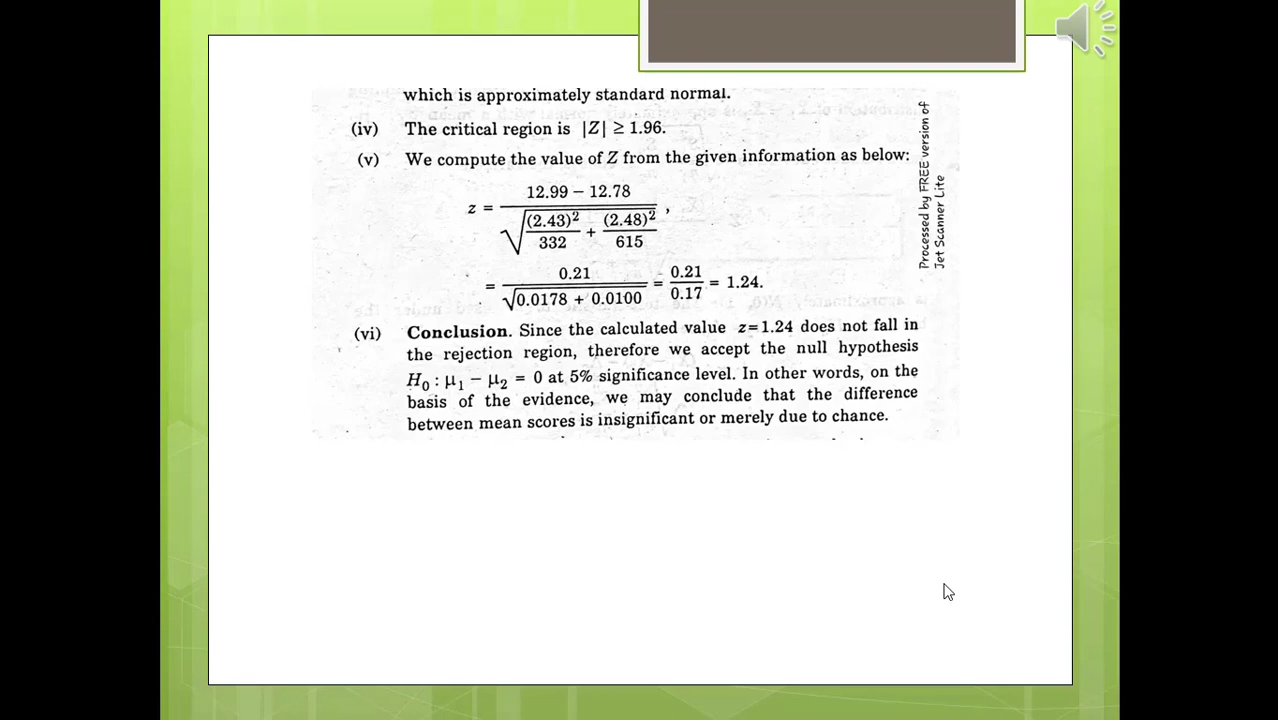 which is approximately standard normal.
(iv) The critical region is |Z| ≥ 1.96.
(v) We compute the value of Z from the given information as below:
z = (12.99 − 12.78) / √((2.43)² / 332 + (2.48)² / 615) ,
= 0.21 / √(0.0178 + 0.0100) = 0.21 / 0.17 = 1.24.
(vi) Conclusion. Since the calculated value z=1.24 does not fall in
the rejection region, therefore we accept the null hypothesis
H₀ : μ₁ − μ₂ = 0 at 5% significance level. In other words, on the
basis of the evidence, we may conclude that the difference
between mean scores is insignificant or merely due to chance.
Processed by FREE version of
Jet Scanner Lite